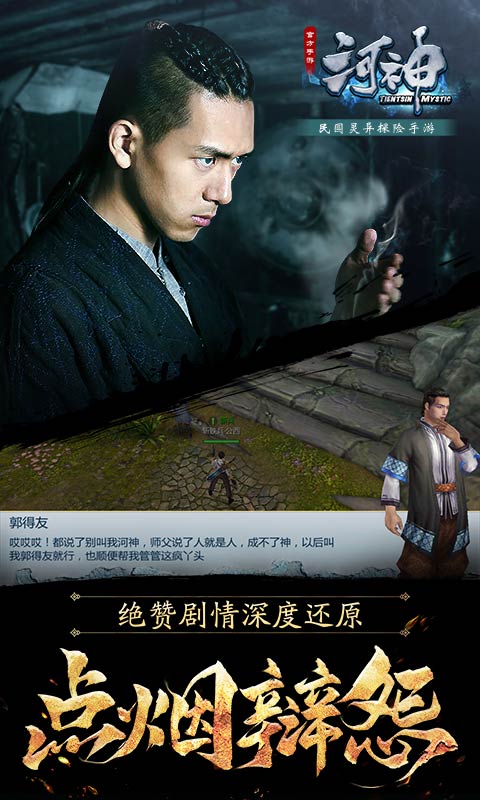 官方手游
河神
TIENTSIN MYSTIC
民国灵异探险手游
郭得友
哎哎哎！都说了别叫我河神，师父说了人就是人，成不了神，以后叫
我郭得友就行，也顺便帮我管管这疯丫头
绝赞剧情深度还原
点烟辩怨